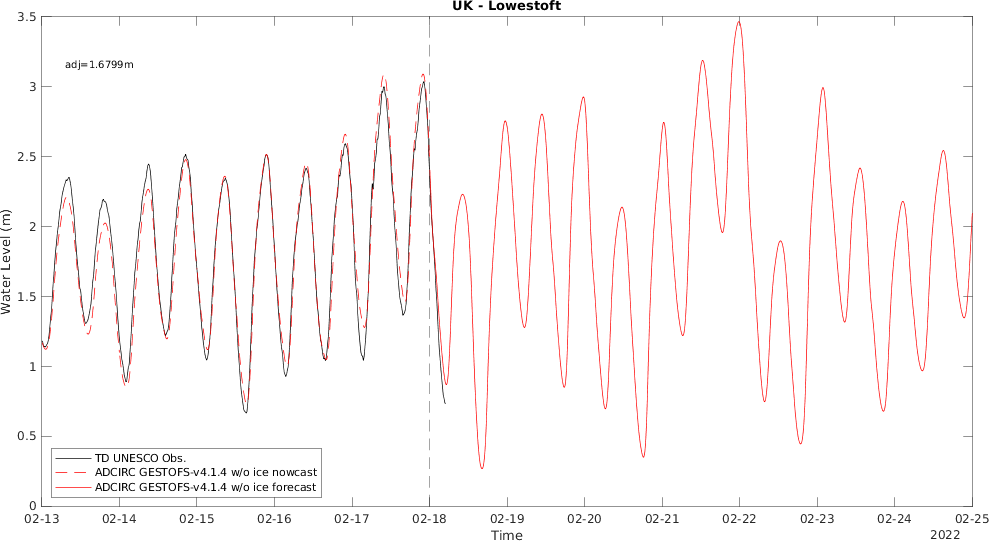 UK - Lowestoft
adj=1.6799m
3.5
3
2.5
2
1.5
1
0.5
0
Water Level (m)
TD UNESCO Obs.
ADCIRC GESTOFS-v4.1.4 w/o ice nowcast
ADCIRC GESTOFS-v4.1.4 w/o ice forecast
02-13 02-14 02-15 02-16 02-17 02-18 02-19 02-20 02-21 02-22 02-23 02-24 02-25
Time
2022